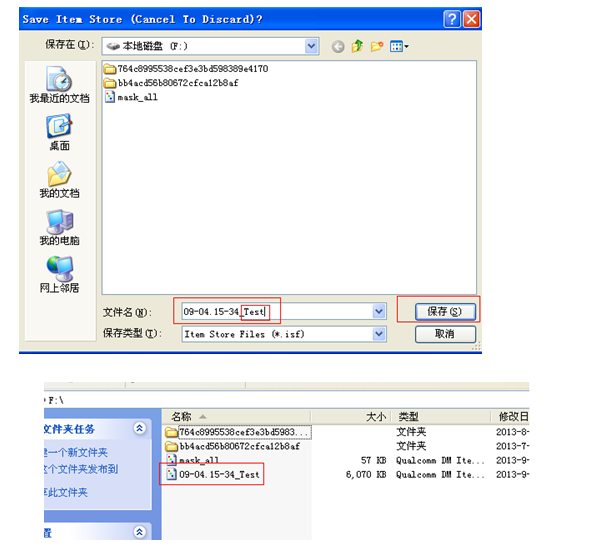 Save Item Store (Cancel To Discard)?
保存在(I): 本地磁盘 (F:)
764c8995538cef3e3bd598389e4170
bb4acd56b80672cfca12b8af
mask_all
我最近的文档
桌面
我的文档
我的电脑
网上邻居
文件名(N): 09-04.15-34_Test 保存(S)
保存类型(T): Item Store Files (*.isf) 取消
F:\
名称 大小 类型 修改日
文件夹任务
764c8995538cef3e3bd5983... 文件夹 2013-8-
bb4acd56b80672cfca12b8af 文件夹 2013-7-
mask_all 57 KB Qualcomm DM Ite... 2013-9-
09-04.15-34_Test 6,070 KB Qualcomm DM Ite... 2013-9-
一个新文件夹
个文件夹发布到
此文件夹
置